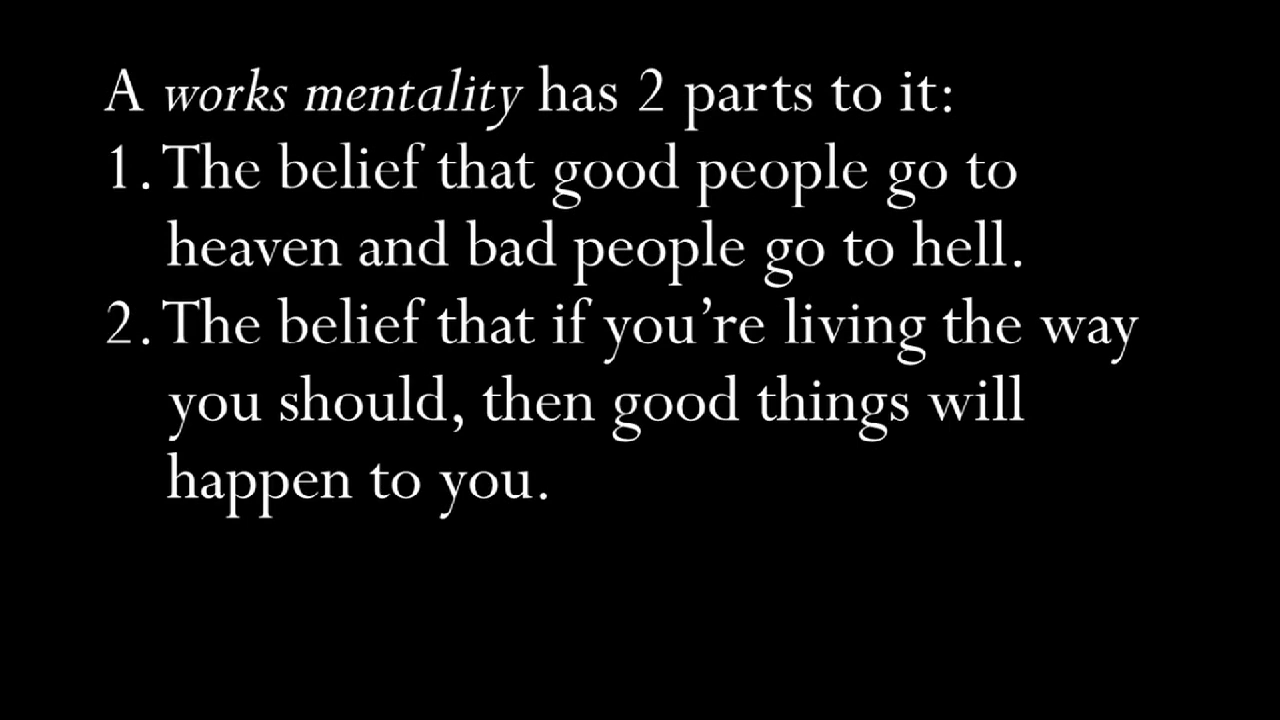 A works mentality has 2 parts to it:
1. The belief that good people go to
heaven and bad people go to hell.
2. The belief that if you’re living the way
you should, then good things will
happen to you.